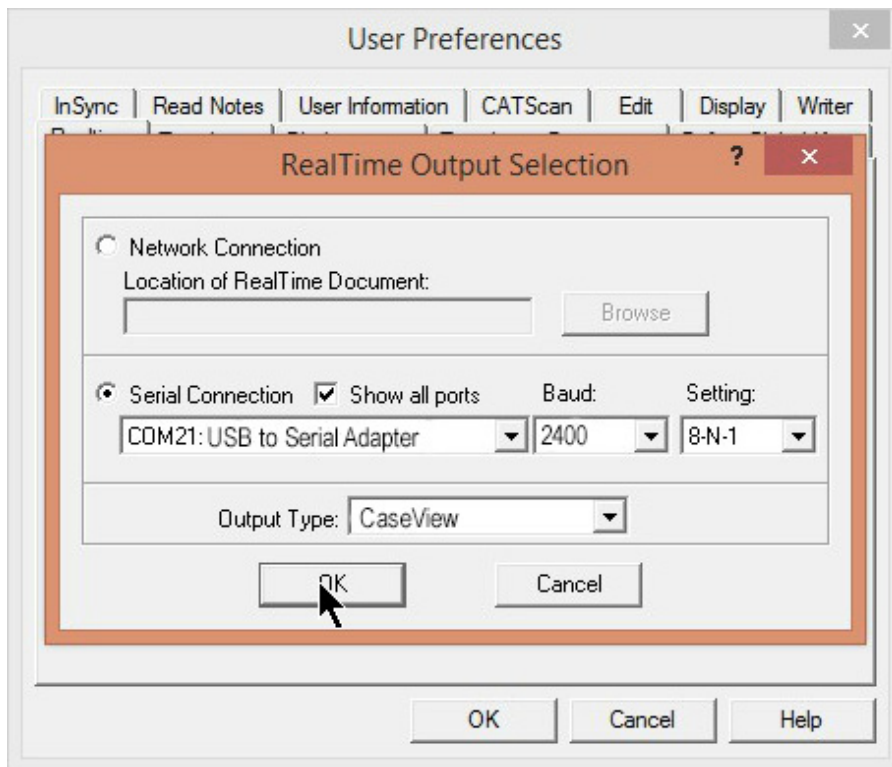 User Preferences
InSync Read Notes User Information CATScan Edit Display Writer
RealTime Output Selection ?
Network Connection
Location of RealTime Document:
Browse
Serial Connection Show all ports Baud: Setting:
COM21: USB to Serial Adapter 2400 8-N-1
Output Type: CaseView
OK Cancel
OK Cancel Help